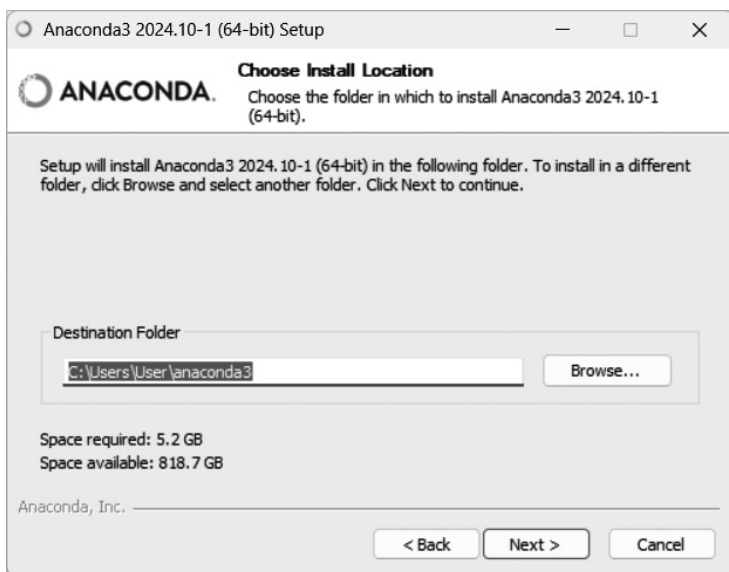 Anaconda3 2024.10-1 (64-bit) Setup
ANACONDA.
Choose Install Location
Choose the folder in which to install Anaconda3 2024.10-1
(64-bit).
Setup will install Anaconda3 2024.10-1 (64-bit) in the following folder. To install in a different
folder, click Browse and select another folder. Click Next to continue.
Destination Folder
C:\Users\User\anaconda3
Browse...
Space required: 5.2 GB
Space available: 818.7 GB
Anaconda, Inc.
< Back
Next >
Cancel